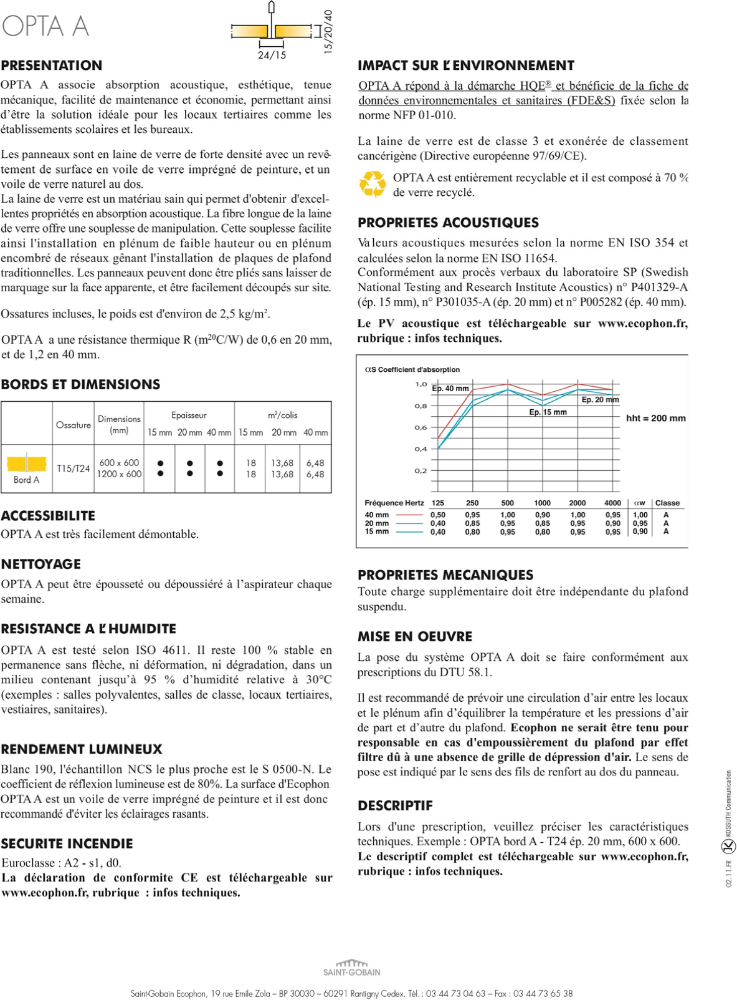 OPTA A
24/15
15/20/40
PRESENTATION
OPTA A associe absorption acoustique, esthétique, tenue
mécanique, facilité de maintenance et économie, permettant ainsi
d’être la solution idéale pour les locaux tertiaires comme les
établissements scolaires et les bureaux.
Les panneaux sont en laine de verre de forte densité avec un revê-
tement de surface en voile de verre imprégné de peinture, et un
voile de verre naturel au dos.
La laine de verre est un matériau sain qui permet d'obtenir d'excel-
lentes propriétés en absorption acoustique. La fibre longue de la laine
de verre offre une souplesse de manipulation. Cette souplesse facilite
ainsi l'installation en plénum de faible hauteur ou en plénum
encombré de réseaux gênant l'installation de plaques de plafond
traditionnelles. Les panneaux peuvent donc être pliés sans laisser de
marquage sur la face apparente, et être facilement découpés sur site.
Ossatures incluses, le poids est d'environ de 2,5 kg/m².
OPTA A a une résistance thermique R (m²⁰C/W) de 0,6 en 20 mm,
et de 1,2 en 40 mm.
BORDS ET DIMENSIONS
Ossature Dimensions (mm) Epaisseur m²/colis
15 mm 20 mm 40 mm 15 mm 20 mm 40 mm
Bord A T15/T24
600 x 600 ● ● ● 18 13,68 6,48
1200 x 600 ● ● ● 18 13,68 6,48
ACCESSIBILITE
OPTA A est très facilement démontable.
NETTOYAGE
OPTA A peut être épousseté ou dépoussiéré à l’aspirateur chaque
semaine.
RESISTANCE A L’HUMIDITE
OPTA A est testé selon ISO 4611. Il reste 100 % stable en
permanence sans flèche, ni déformation, ni dégradation, dans un
milieu contenant jusqu’à 95 % d’humidité relative à 30°C
(exemples : salles polyvalentes, salles de classe, locaux tertiaires,
vestiaires, sanitaires).
RENDEMENT LUMINEUX
Blanc 190, l'échantillon NCS le plus proche est le S 0500-N. Le
coefficient de réflexion lumineuse est de 80%. La surface d'Ecophon
OPTA A est un voile de verre imprégné de peinture et il est donc
recommandé d'éviter les éclairages rasants.
SECURITE INCENDIE
Euroclasse : A2 - s1, d0.
La déclaration de conformite CE est téléchargeable sur
www.ecophon.fr, rubrique : infos techniques.
IMPACT SUR L’ENVIRONNEMENT
OPTA A répond à la démarche HQE® et bénéficie de la fiche de
données environnementales et sanitaires (FDE&S) fixée selon la
norme NFP 01-010.
La laine de verre est de classe 3 et exonérée de classement
cancérigène (Directive européenne 97/69/CE).
OPTA A est entièrement recyclable et il est composé à 70 %
de verre recyclé.
PROPRIETES ACOUSTIQUES
Valeurs acoustiques mesurées selon la norme EN ISO 354 et
calculées selon la norme EN ISO 11654.
Conformément aux procès verbaux du laboratoire SP (Swedish
National Testing and Research Institute Acoustics) n° P401329-A
(ép. 15 mm), n° P301035-A (ép. 20 mm) et n° P005282 (ép. 40 mm).
Le PV acoustique est téléchargeable sur www.ecophon.fr,
rubrique : infos techniques.
αS Coefficient d'absorption
1,0
0,8
0,6
0,4
0,2
Ep. 40 mm
Ep. 20 mm
Ep. 15 mm
hht = 200 mm
Fréquence Hertz 125 250 500 1000 2000 4000 αw Classe
40 mm 0,50 0,95 1,00 0,90 1,00 0,95 1,00 A
20 mm 0,40 0,85 0,95 0,85 0,95 0,90 0,95 A
15 mm 0,40 0,80 0,95 0,80 0,95 0,95 0,90 A
PROPRIETES MECANIQUES
Toute charge supplémentaire doit être indépendante du plafond
suspendu.
MISE EN OEUVRE
La pose du système OPTA A doit se faire conformément aux
prescriptions du DTU 58.1.
Il est recommandé de prévoir une circulation d’air entre les locaux
et le plénum afin d’équilibrer la température et les pressions d’air
de part et d’autre du plafond. Ecophon ne serait être tenu pour
responsable en cas d'empoussièrement du plafond par effet
filtre dû à une absence de grille de dépression d'air. Le sens de
pose est indiqué par le sens des fils de renfort au dos du panneau.
DESCRIPTIF
Lors d'une prescription, veuillez préciser les caractéristiques
techniques. Exemple : OPTA bord A - T24 ép. 20 mm, 600 x 600.
Le descriptif complet est téléchargeable sur www.ecophon.fr,
rubrique : infos techniques.
02.11.FR K KOSSUTH Communication
SAINT-GOBAIN
Saint-Gobain Ecophon, 19 rue Emile Zola – BP 30030 – 60291 Rantigny Cedex. Tél. : 03 44 73 04 63 – Fax : 03 44 73 65 38